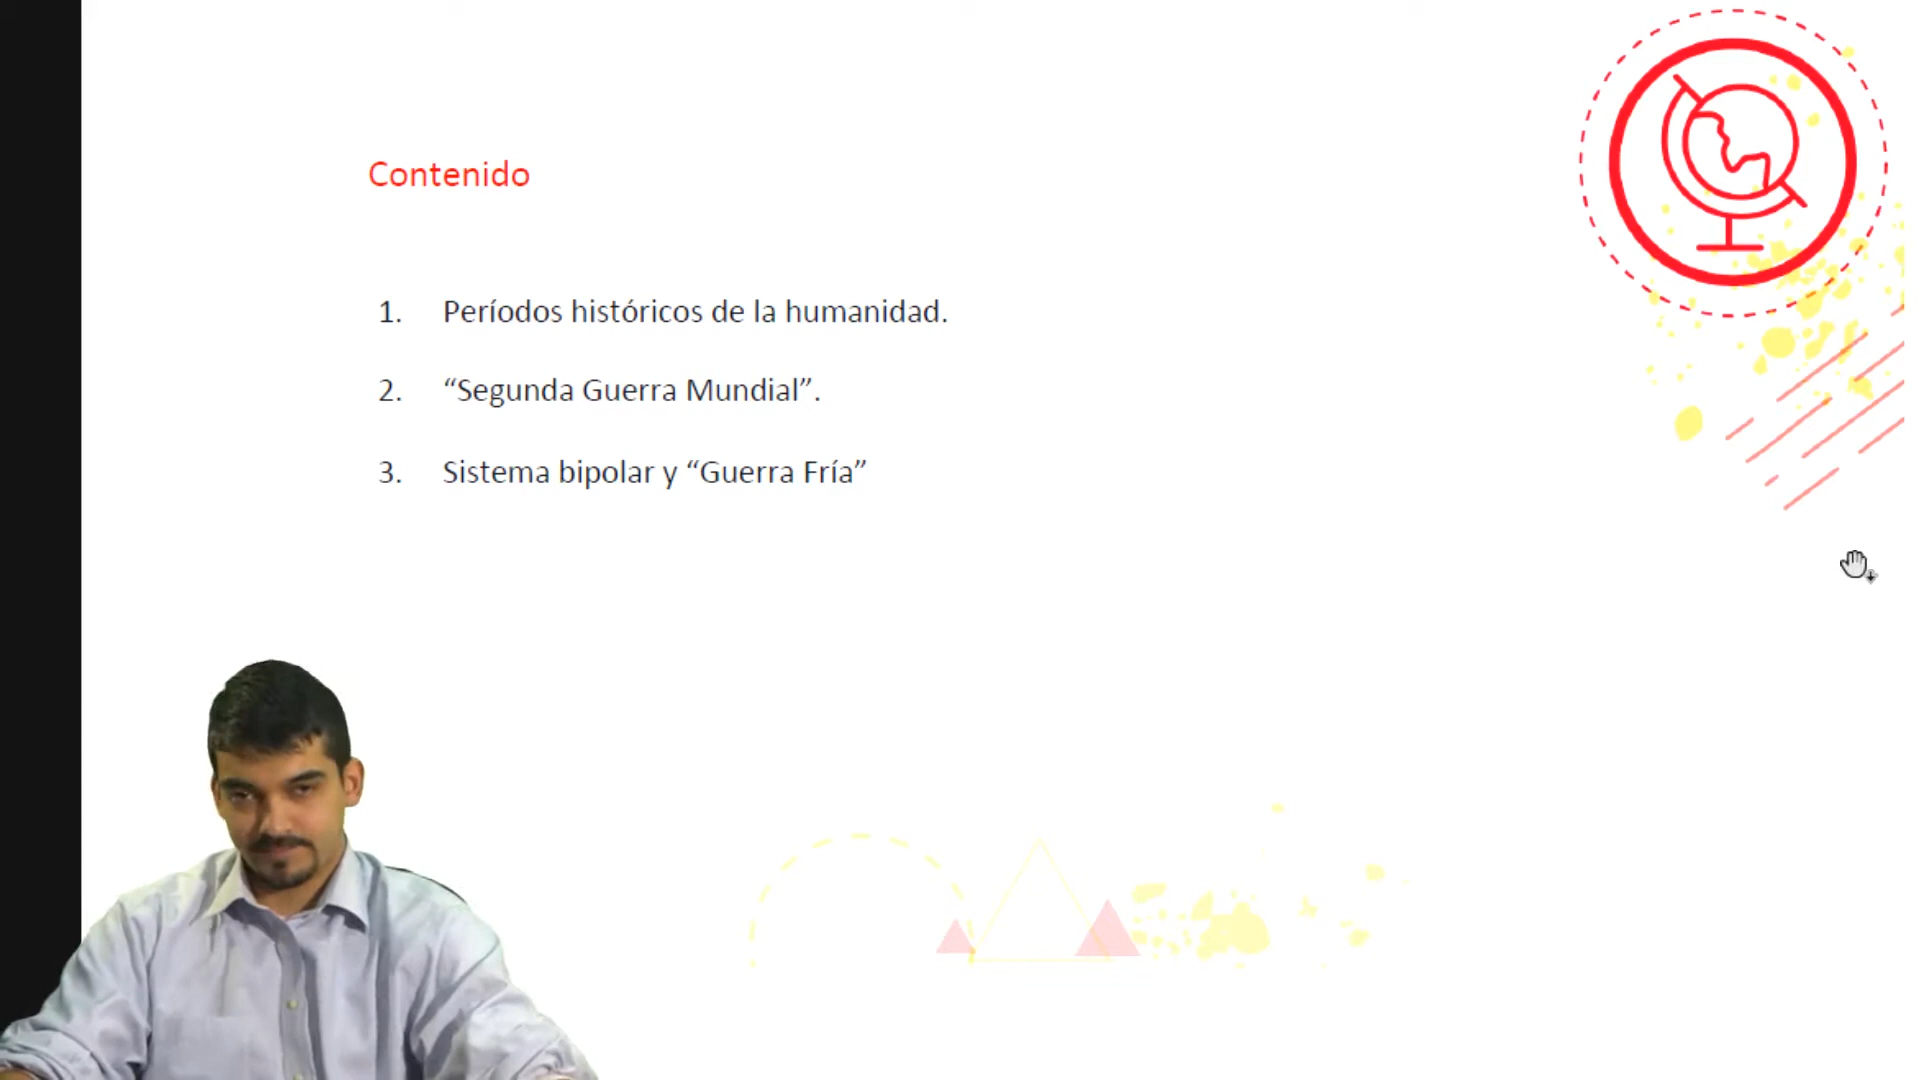 Contenido
1. Períodos históricos de la humanidad.
2. “Segunda Guerra Mundial”.
3. Sistema bipolar y “Guerra Fría”